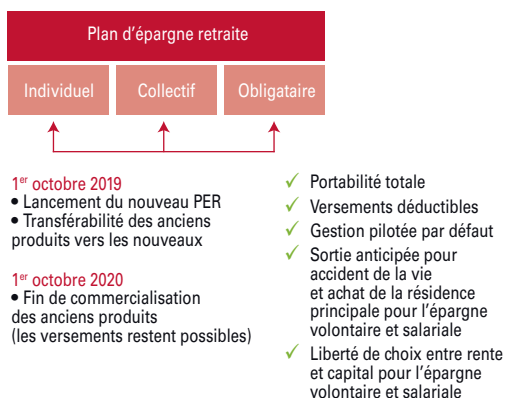 Plan d’épargne retraite
Individuel
Collectif
Obligataire
1er octobre 2019
• Lancement du nouveau PER
• Transférabilité des anciens
produits vers les nouveaux
1er octobre 2020
• Fin de commercialisation
des anciens produits
(les versements restent possibles)
✓ Portabilité totale
✓ Versements déductibles
✓ Gestion pilotée par défaut
✓ Sortie anticipée pour
accident de la vie
et achat de la résidence
principale pour l’épargne
volontaire et salariale
✓ Liberté de choix entre rente
et capital pour l’épargne
volontaire et salariale